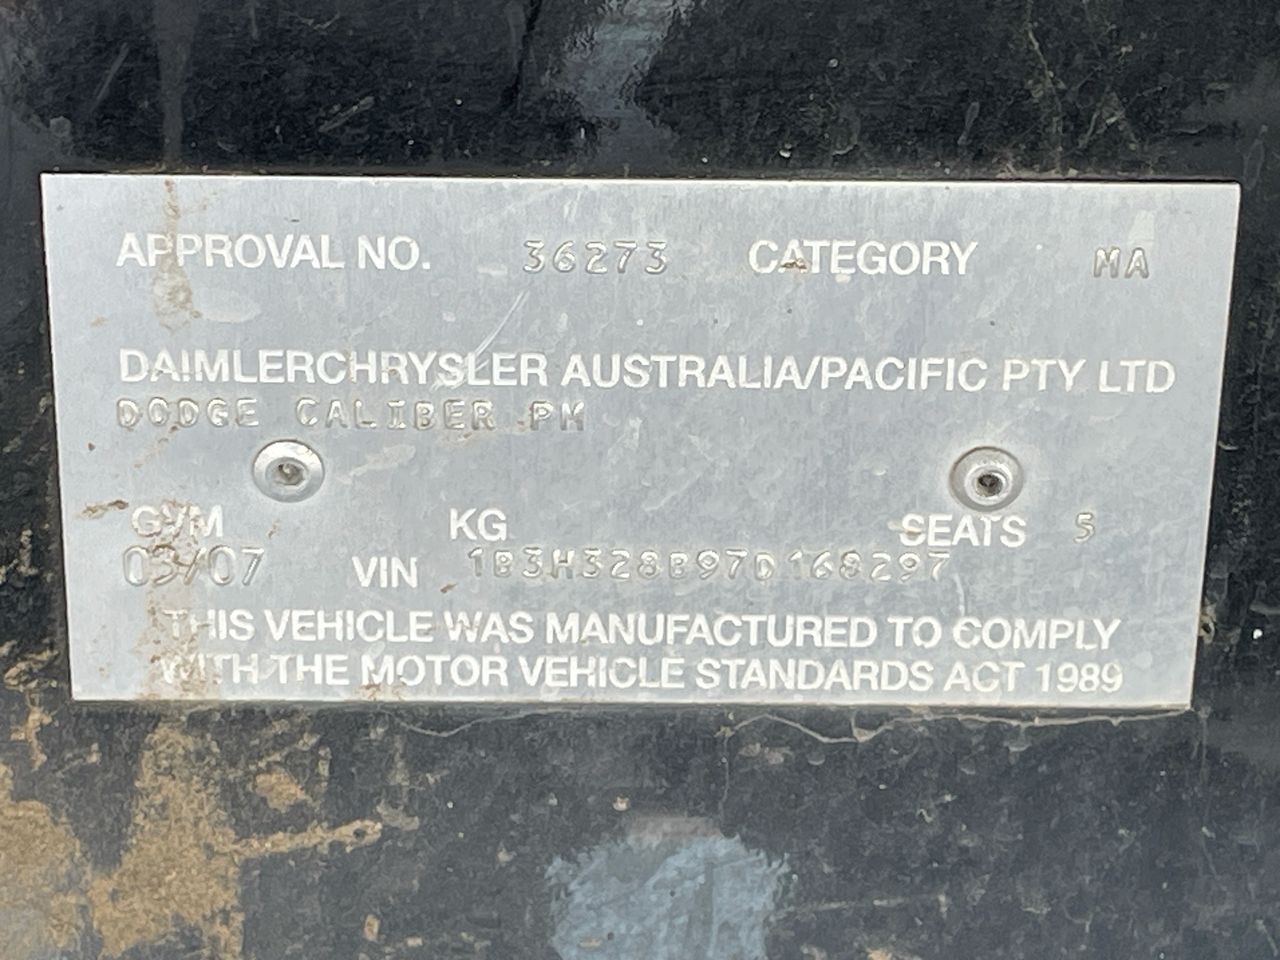 APPROVAL NO. 36273 CATEGORY MA
DAIMLERCHRYSLER AUSTRALIA/PACIFIC PTY LTD
DODGE CALIBER PM
GVM KG SEATS 5
03/07 VIN 1B3H328B97D168297
THIS VEHICLE WAS MANUFACTURED TO COMPLY
WITH THE MOTOR VEHICLE STANDARDS ACT 1989